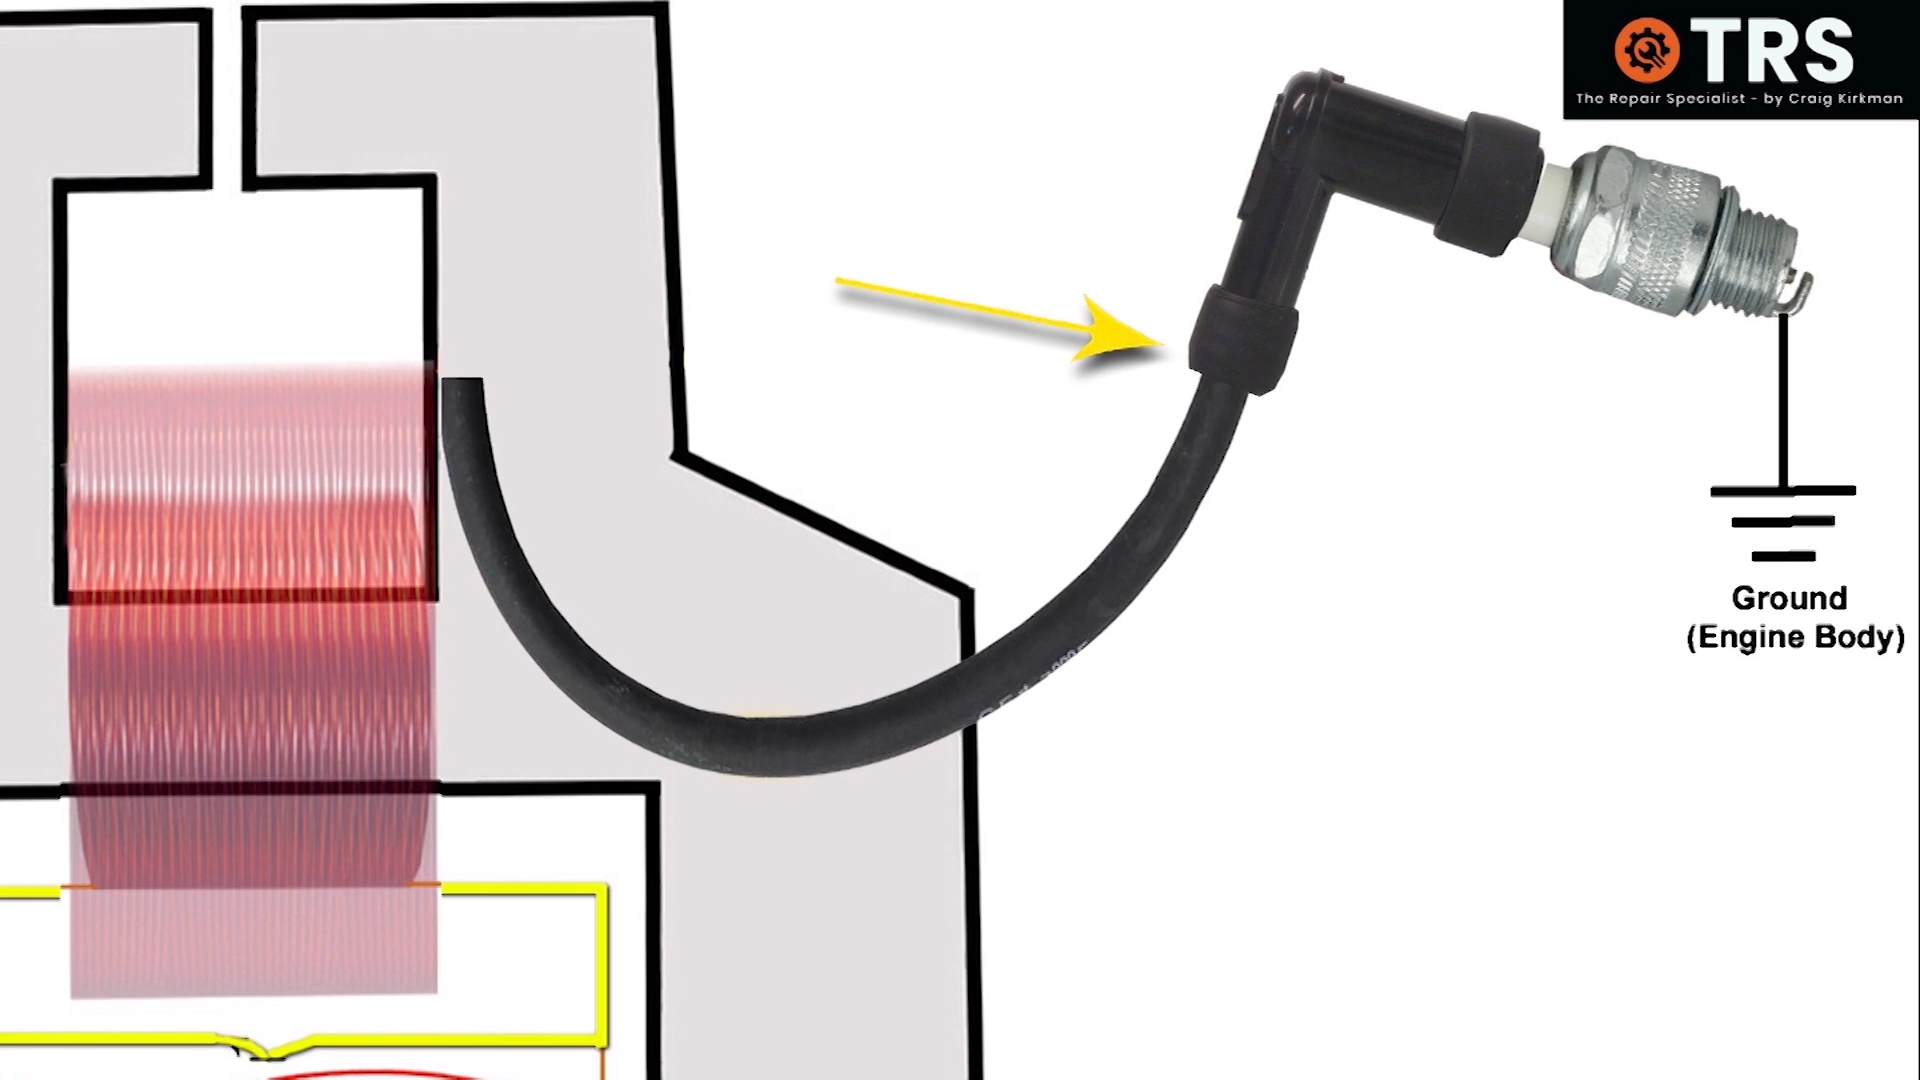 TRS
The Repair Specialist - by Craig Kirkman
Ground
(Engine Body)